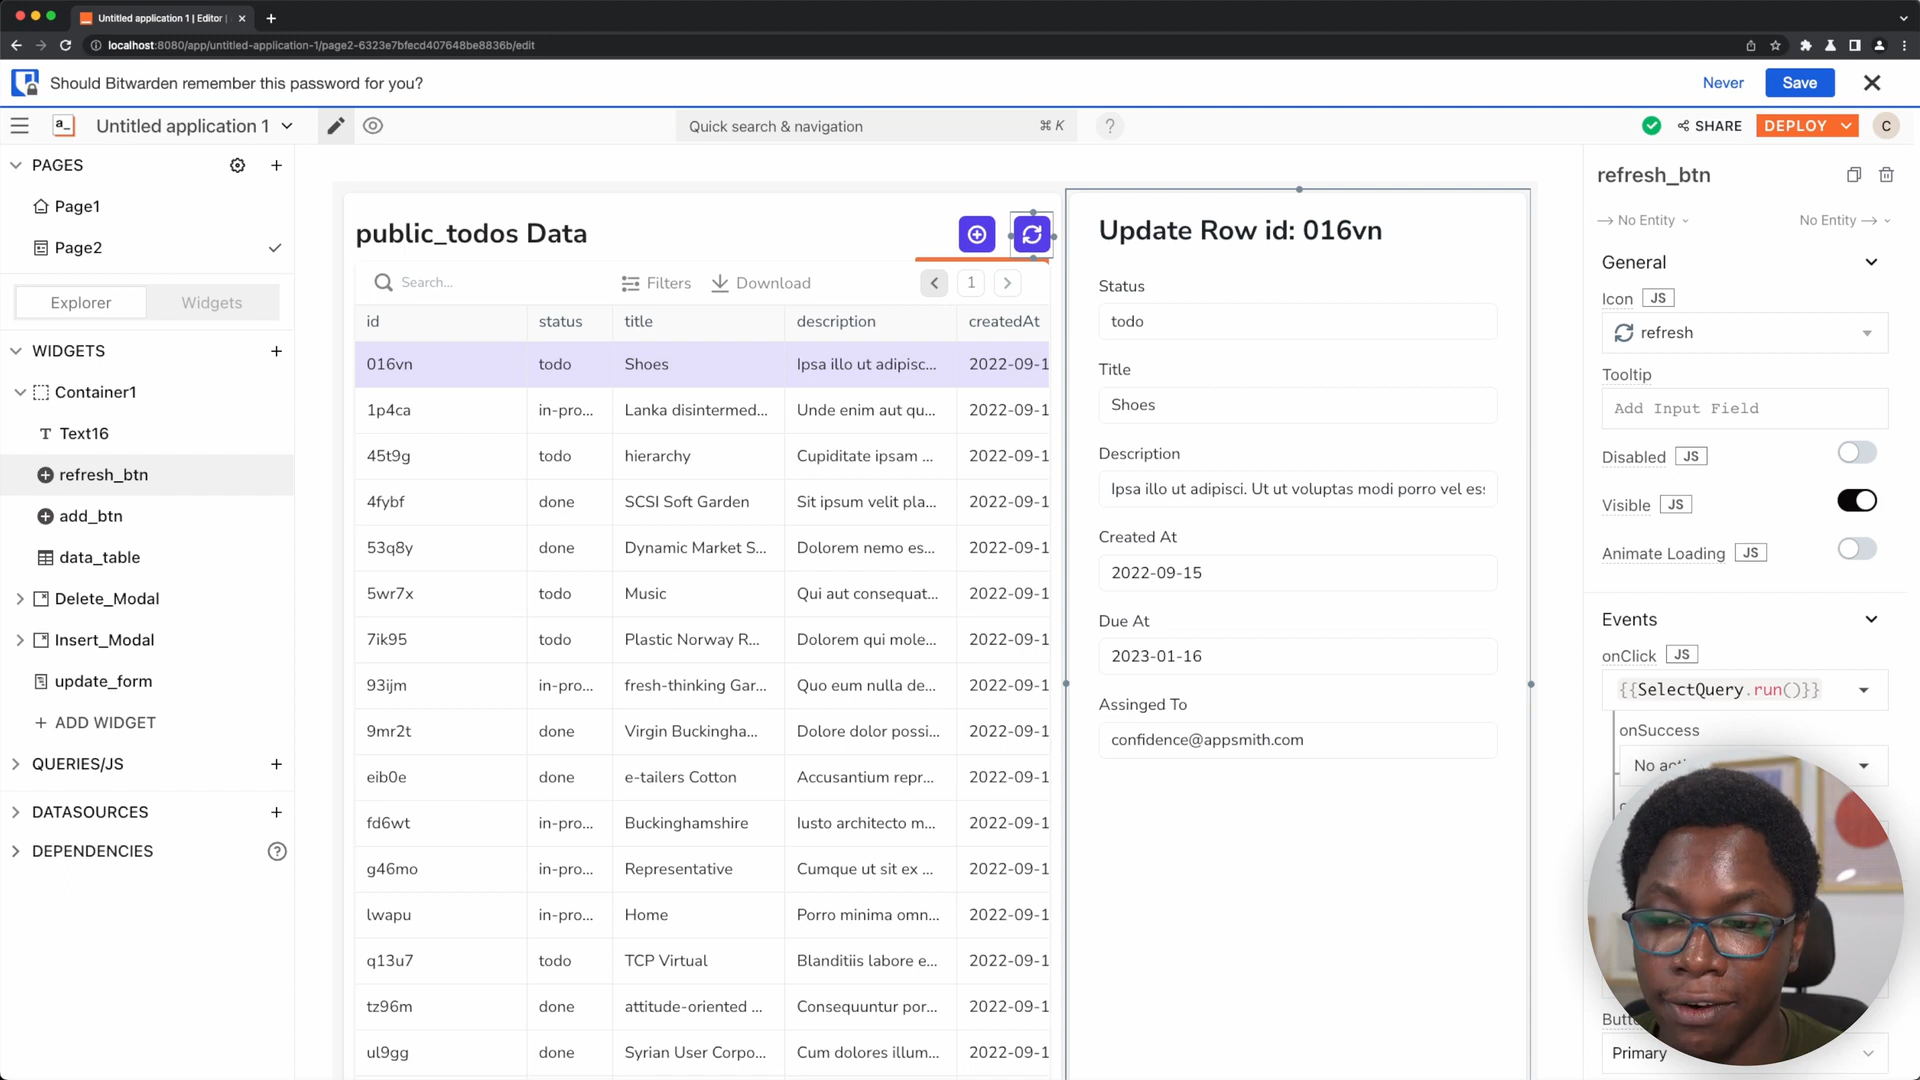 Untitled application 1 | Editor |
localhost:8080/app/untitled-application-1/page2-6323e7bfecd407648be8836b/edit
Should Bitwarden remember this password for you?
Never
Save
a_
Untitled application 1
Quick search & navigation
⌘ K
?
SHARE
DEPLOY
C
PAGES
Page1
Page2
Explorer
Widgets
WIDGETS
Container1
Text16
refresh_btn
add_btn
data_table
Delete_Modal
Insert_Modal
update_form
ADD WIDGET
QUERIES/JS
DATASOURCES
DEPENDENCIES
?
public_todos Data
Search...
Filters
Download
1
id status title description createdAt
016vn todo Shoes Ipsa illo ut adipisc... 2022-09-1
1p4ca in-pro... Lanka disintermed... Unde enim aut qu... 2022-09-1
45t9g todo hierarchy Cupiditate ipsam ... 2022-09-1
4fybf done SCSI Soft Garden Sit ipsum velit pla... 2022-09-1
53q8y done Dynamic Market S... Dolorem nemo es... 2022-09-1
5wr7x todo Music Qui aut consequat... 2022-09-1
7ik95 todo Plastic Norway R... Dolorem qui mole... 2022-09-1
93ijm in-pro... fresh-thinking Gar... Quo eum nulla de... 2022-09-1
9mr2t done Virgin Buckingha... Dolore dolor possi... 2022-09-1
eib0e done e-tailers Cotton Accusantium repr... 2022-09-1
fd6wt in-pro... Buckinghamshire Iusto architecto m... 2022-09-1
g46mo in-pro... Representative Cumque ut sit ex ... 2022-09-1
lwapu in-pro... Home Porro minima omn... 2022-09-1
q13u7 todo TCP Virtual Blanditiis labore e... 2022-09-1
tz96m done attitude-oriented ... Consequuntur por... 2022-09-1
ul9gg done Syrian User Corpo... Cum dolores illum... 2022-09-1
Update Row id: 016vn
Status
todo
Title
Shoes
Description
Ipsa illo ut adipisci. Ut ut voluptas modi porro vel es
Created At
2022-09-15
Due At
2023-01-16
Assinged To
confidence@appsmith.com
refresh_btn
No Entity
No Entity
General
Icon JS
refresh
Tooltip
Add Input Field
Disabled JS
Visible JS
Animate Loading JS
Events
onClick JS
{{SelectQuery.run()}}
onSuccess
No
Primary